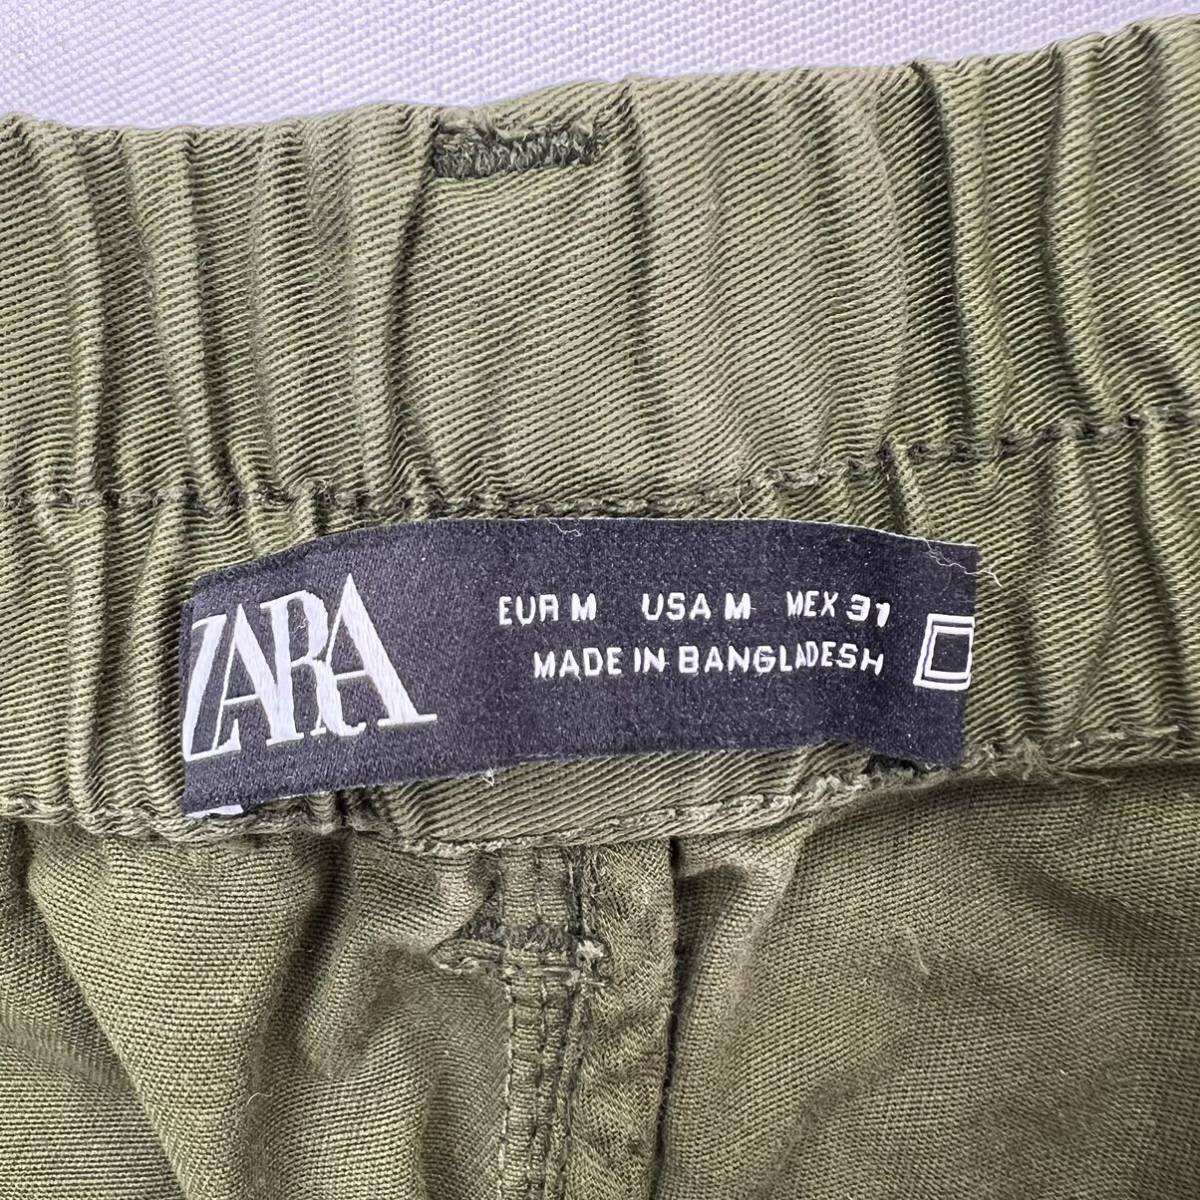 ZARA
EUR M USA M MEX 31
MADE IN BANGLADESH